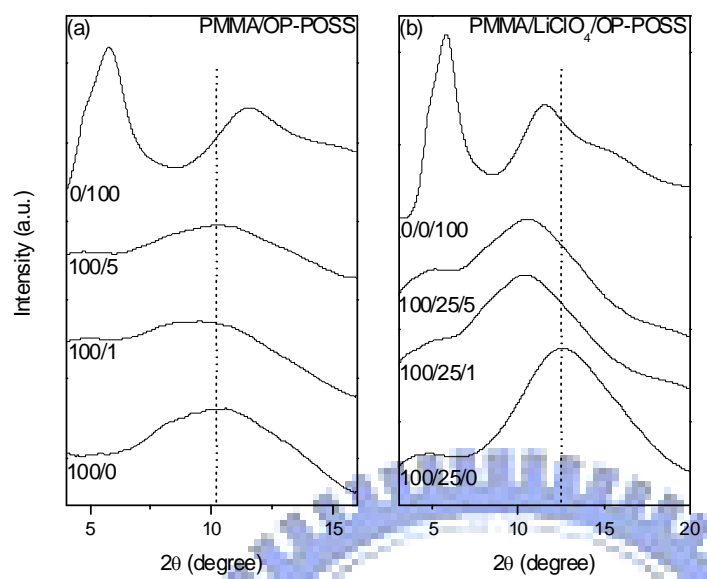 (a) PMMA/OP-POSS
0/100
100/5
100/1
100/0
5 10 15
2θ (degree)
Intensity (a.u.)
(b) PMMA/LiClO₄/OP-POSS
0/0/100
100/25/5
100/25/1
100/25/0
5 10 15 20
2θ (degree)